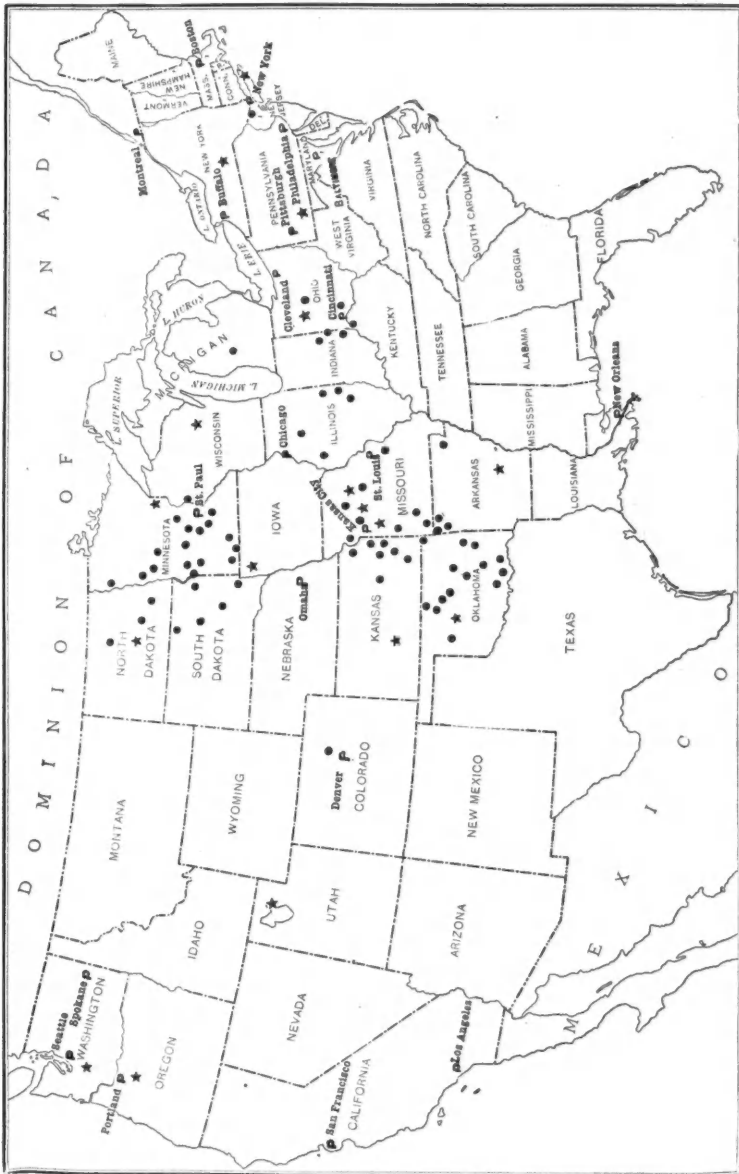 DOMINION OF CANA,DA
MEXICO
Seattle
Spokane
WASHINGTON
Portland
OREGON
IDAHO
MONTANA
WYOMING
NEVADA
UTAH
San Francisco
CALIFORNIA
Los Angeles
ARIZONA
NEW MEXICO
Denver
COLORADO
NORTH
DAKOTA
SOUTH
DAKOTA
NEBRASKA
Omaha
KANSAS
OKLAHOMA
TEXAS
MINNESOTA
St. Paul
IOWA
Kansas City
St. Louis
MISSOURI
ARKANSAS
LOUISIANA
New Orleans
L. SUPERIOR
WISCONSIN
MICHIGAN
L. MICHIGAN
L. HURON
Chicago
ILLINOIS
INDIANA
Cleveland
OHIO
Cincinnati
KENTUCKY
TENNESSEE
MISSISSIPPI
ALABAMA
GEORGIA
FLORIDA
SOUTH CAROLINA
NORTH CAROLINA
VIRGINIA
WEST
VIRGINIA
L. ERIE
L. ONTARIO
Buffalo
NEW YORK
PENNSYLVANIA
Pittsburgh
Philadelphia
MARYLAND
Baltimore
DEL.
NEW
JERSEY
New York
CONN.
MASS.
Boston
VERMONT
NEW
HAMPSHIRE
MAINE
Montreal